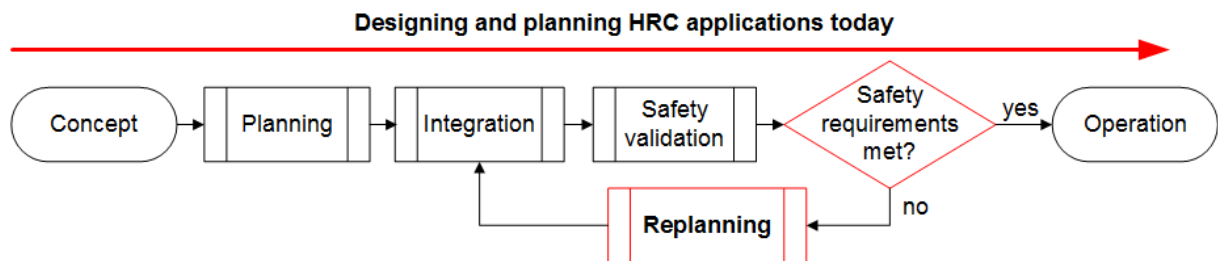 Designing and planning HRC applications today
Concept
Planning
Integration
Safety
validation
Safety
requirements
met?
yes
Operation
no
Replanning